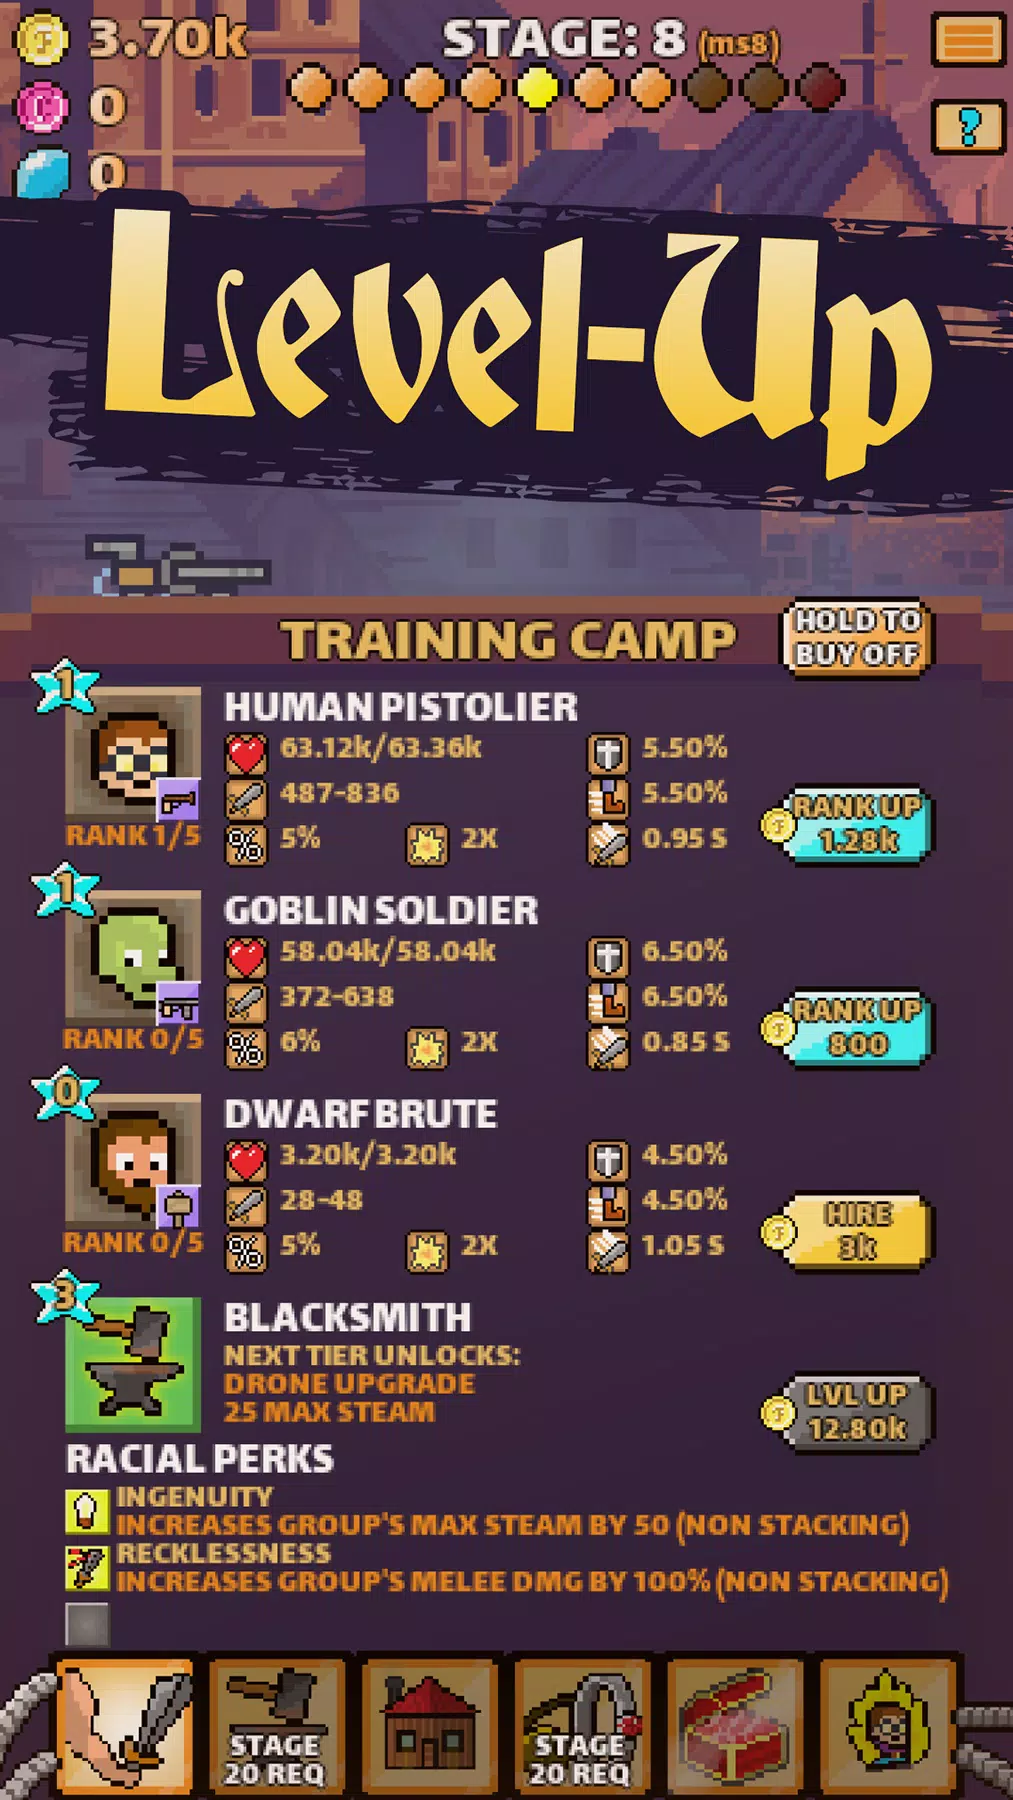 3.70k
STAGE: 8 (ms8)
0
0
Level-Up
TRAINING CAMP
HOLD TO
BUY OFF
1
HUMAN PISTOLIER
63.12k/63.36k
5.50%
487-836
5.50%
5%
2X
0.95 S
RANK 1/5
RANK UP
1.28k
1
GOBLIN SOLDIER
58.04k/58.04k
6.50%
372-638
6.50%
6%
2X
0.85 S
RANK 0/5
RANK UP
800
0
DWARF BRUTE
3.20k/3.20k
4.50%
28-48
4.50%
5%
2X
1.05 S
RANK 0/5
HIRE
3k
3
BLACKSMITH
NEXT TIER UNLOCKS:
DRONE UPGRADE
25 MAX STEAM
LVL UP
12.80k
RACIAL PERKS
INGENUITY
INCREASES GROUP'S MAX STEAM BY 50 (NON STACKING)
RECKLESSNESS
INCREASES GROUP'S MELEE DMG BY 100% (NON STACKING)
STAGE
20 REQ
STAGE
20 REQ